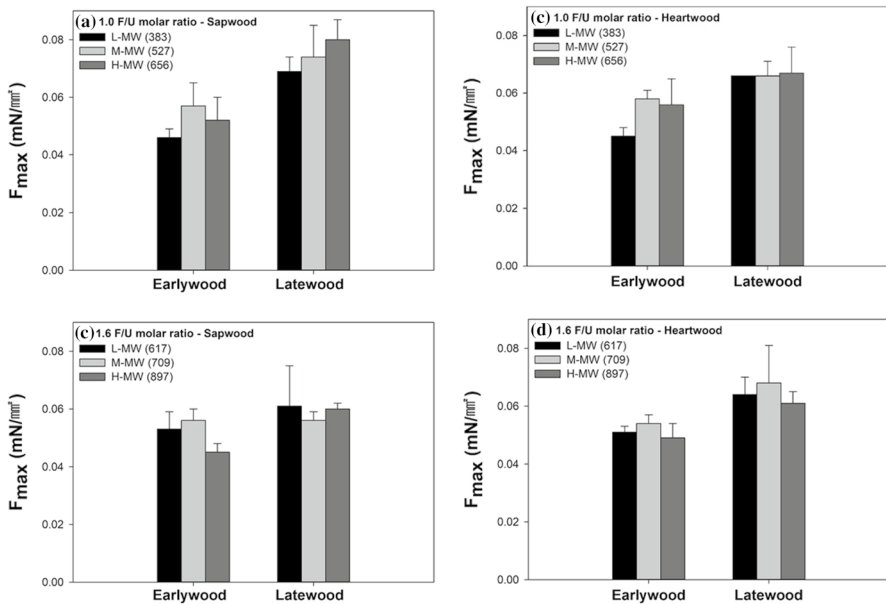 (a) 1.0 F/U molar ratio - Sapwood
L-MW (383)
M-MW (527)
H-MW (656)
Fmax (mN/㎟)
0.08
0.06
0.04
0.02
0.00
Earlywood Latewood
(c) 1.0 F/U molar ratio - Heartwood
L-MW (383)
M-MW (527)
H-MW (656)
Fmax (mN/㎟)
0.08
0.06
0.04
0.02
0.00
Earlywood Latewood
(c) 1.6 F/U molar ratio - Sapwood
L-MW (617)
M-MW (709)
H-MW (897)
Fmax (mN/㎟)
0.08
0.06
0.04
0.02
0.00
Earlywood Latewood
(d) 1.6 F/U molar ratio - Heartwood
L-MW (617)
M-MW (709)
H-MW (897)
Fmax (mN/㎟)
0.08
0.06
0.04
0.02
0.00
Earlywood Latewood